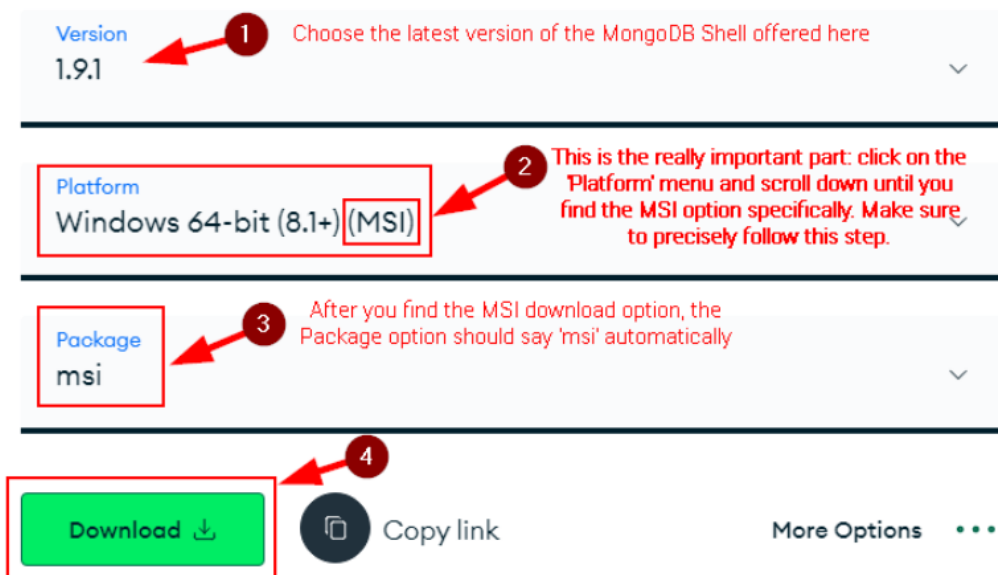 Version
1
Choose the latest version of the MongoDB Shell offered here
1.9.1
2
This is the really important part: click on the
Platform
'Platform' menu and scroll down until you
Windows 64-bit (8.1+) (MSI)
find the MSI option specifically. Make sure
to precisely follow this step.
3
After you find the MSI download option, the
Package
Package option should say 'msi' automatically
msi
4
Download
Copy link
More Options